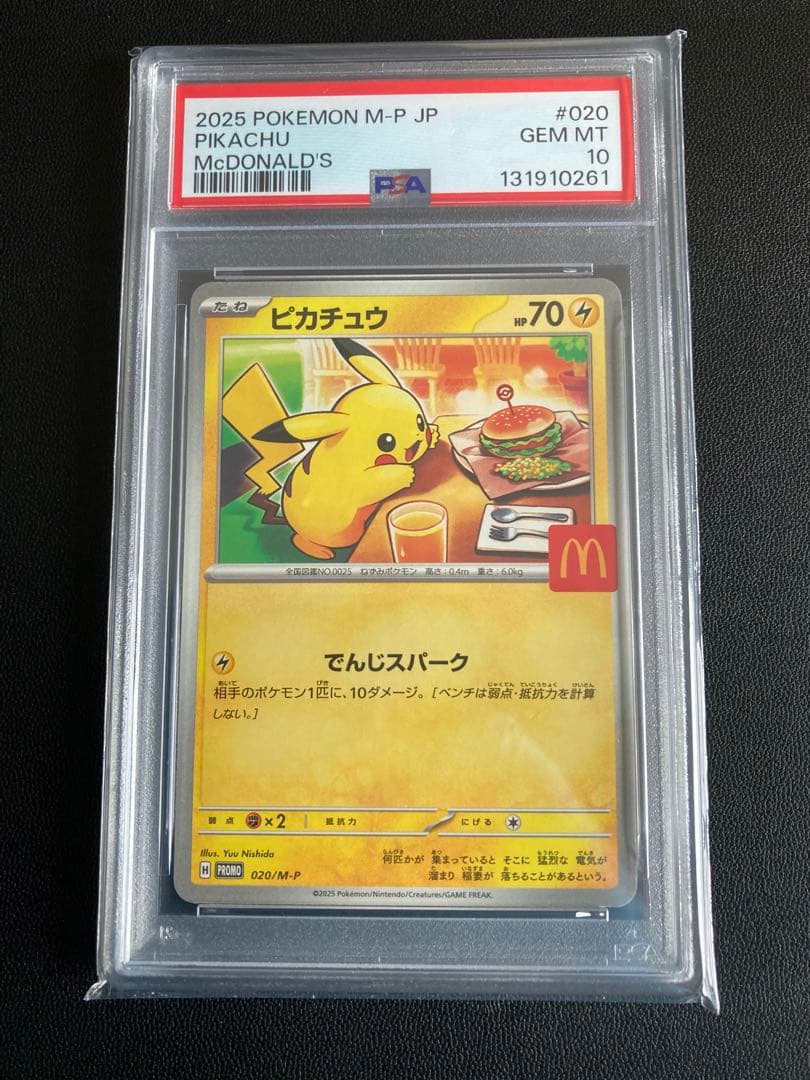 2025 POKEMON M-P JP #020
PIKACHU GEM MT
McDONALD'S 10
PSA 131910261
たね ピカチュウ HP70
全国図鑑NO.0025 ねずみポケモン 高さ:0.4m 重さ:6.0kg
M
でんじスパーク
相手のポケモン1匹に、10ダメージ。[ベンチは弱点・抵抗力を計算
しない。]
弱点 ×2 抵抗力 にげる
Illus. Yuu Nishida
何匹かが 集まっていると そこに 猛烈な 電気が
H PROMO 020/M-P
溜まり 稲妻が 落ちることがあるという。
©2025 Pokémon/Nintendo/Creatures/GAME FREAK.